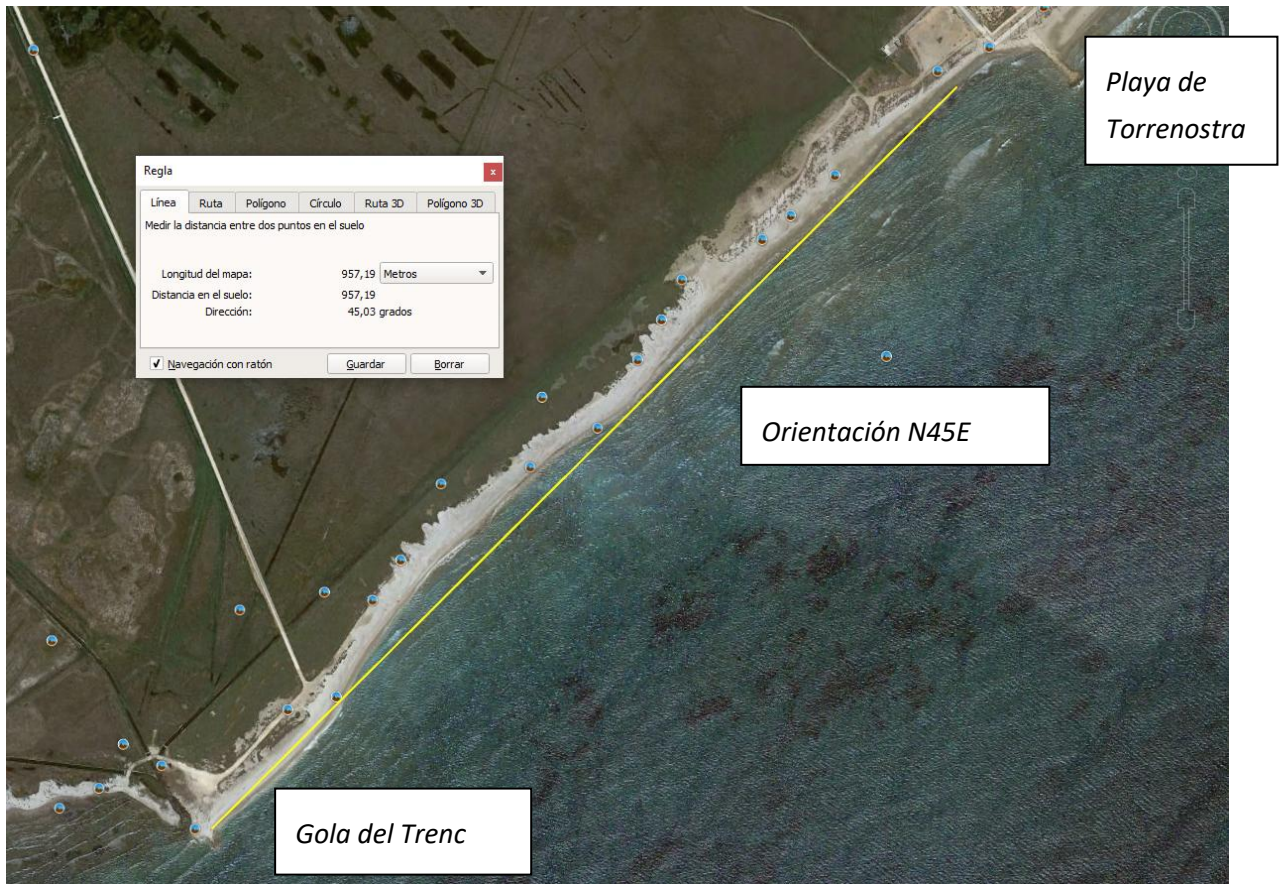 Playa de
Torrenostra
Regla
x
Línea Ruta Polígono Círculo Ruta 3D Polígono 3D
Medir la distancia entre dos puntos en el suelo
Longitud del mapa: 957,19 Metros
Distancia en el suelo: 957,19
Dirección: 45,03 grados
Navegación con ratón Guardar Borrar
Orientación N45E
Gola del Trenc